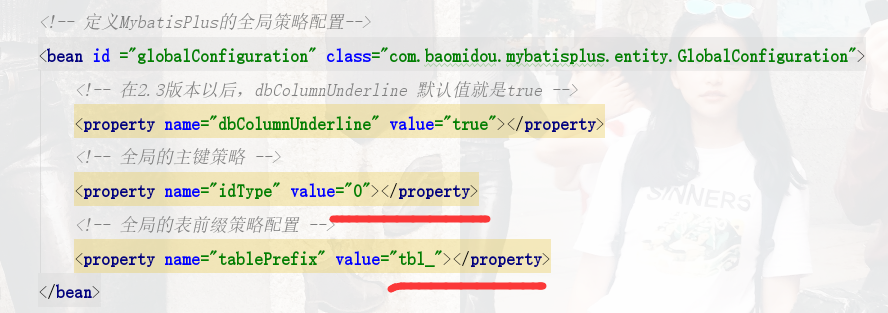 <!-- 定义MybatisPlus的全局策略配置-->
<bean id ="globalConfiguration" class="com.baomidou.mybatisplus.entity.GlobalConfiguration">
<!-- 在2.3版本以后，dbColumnUnderline 默认值就是true -->
<property name="dbColumnUnderline" value="true"></property>
<!-- 全局的主键策略 -->
<property name="idType" value="0"></property>
<!-- 全局的表前缀策略配置 -->
<property name="tablePrefix" value="tbl_"></property>
</bean>
SINNERS